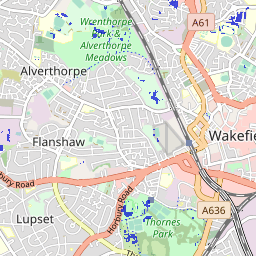 Wrenthorpe
Park &
Alverthorpe
Meadows
A61
Alverthorpe
Flanshaw
Wakefie
bury Road
Horbury Road
Lupset
Thornes
Park
A636